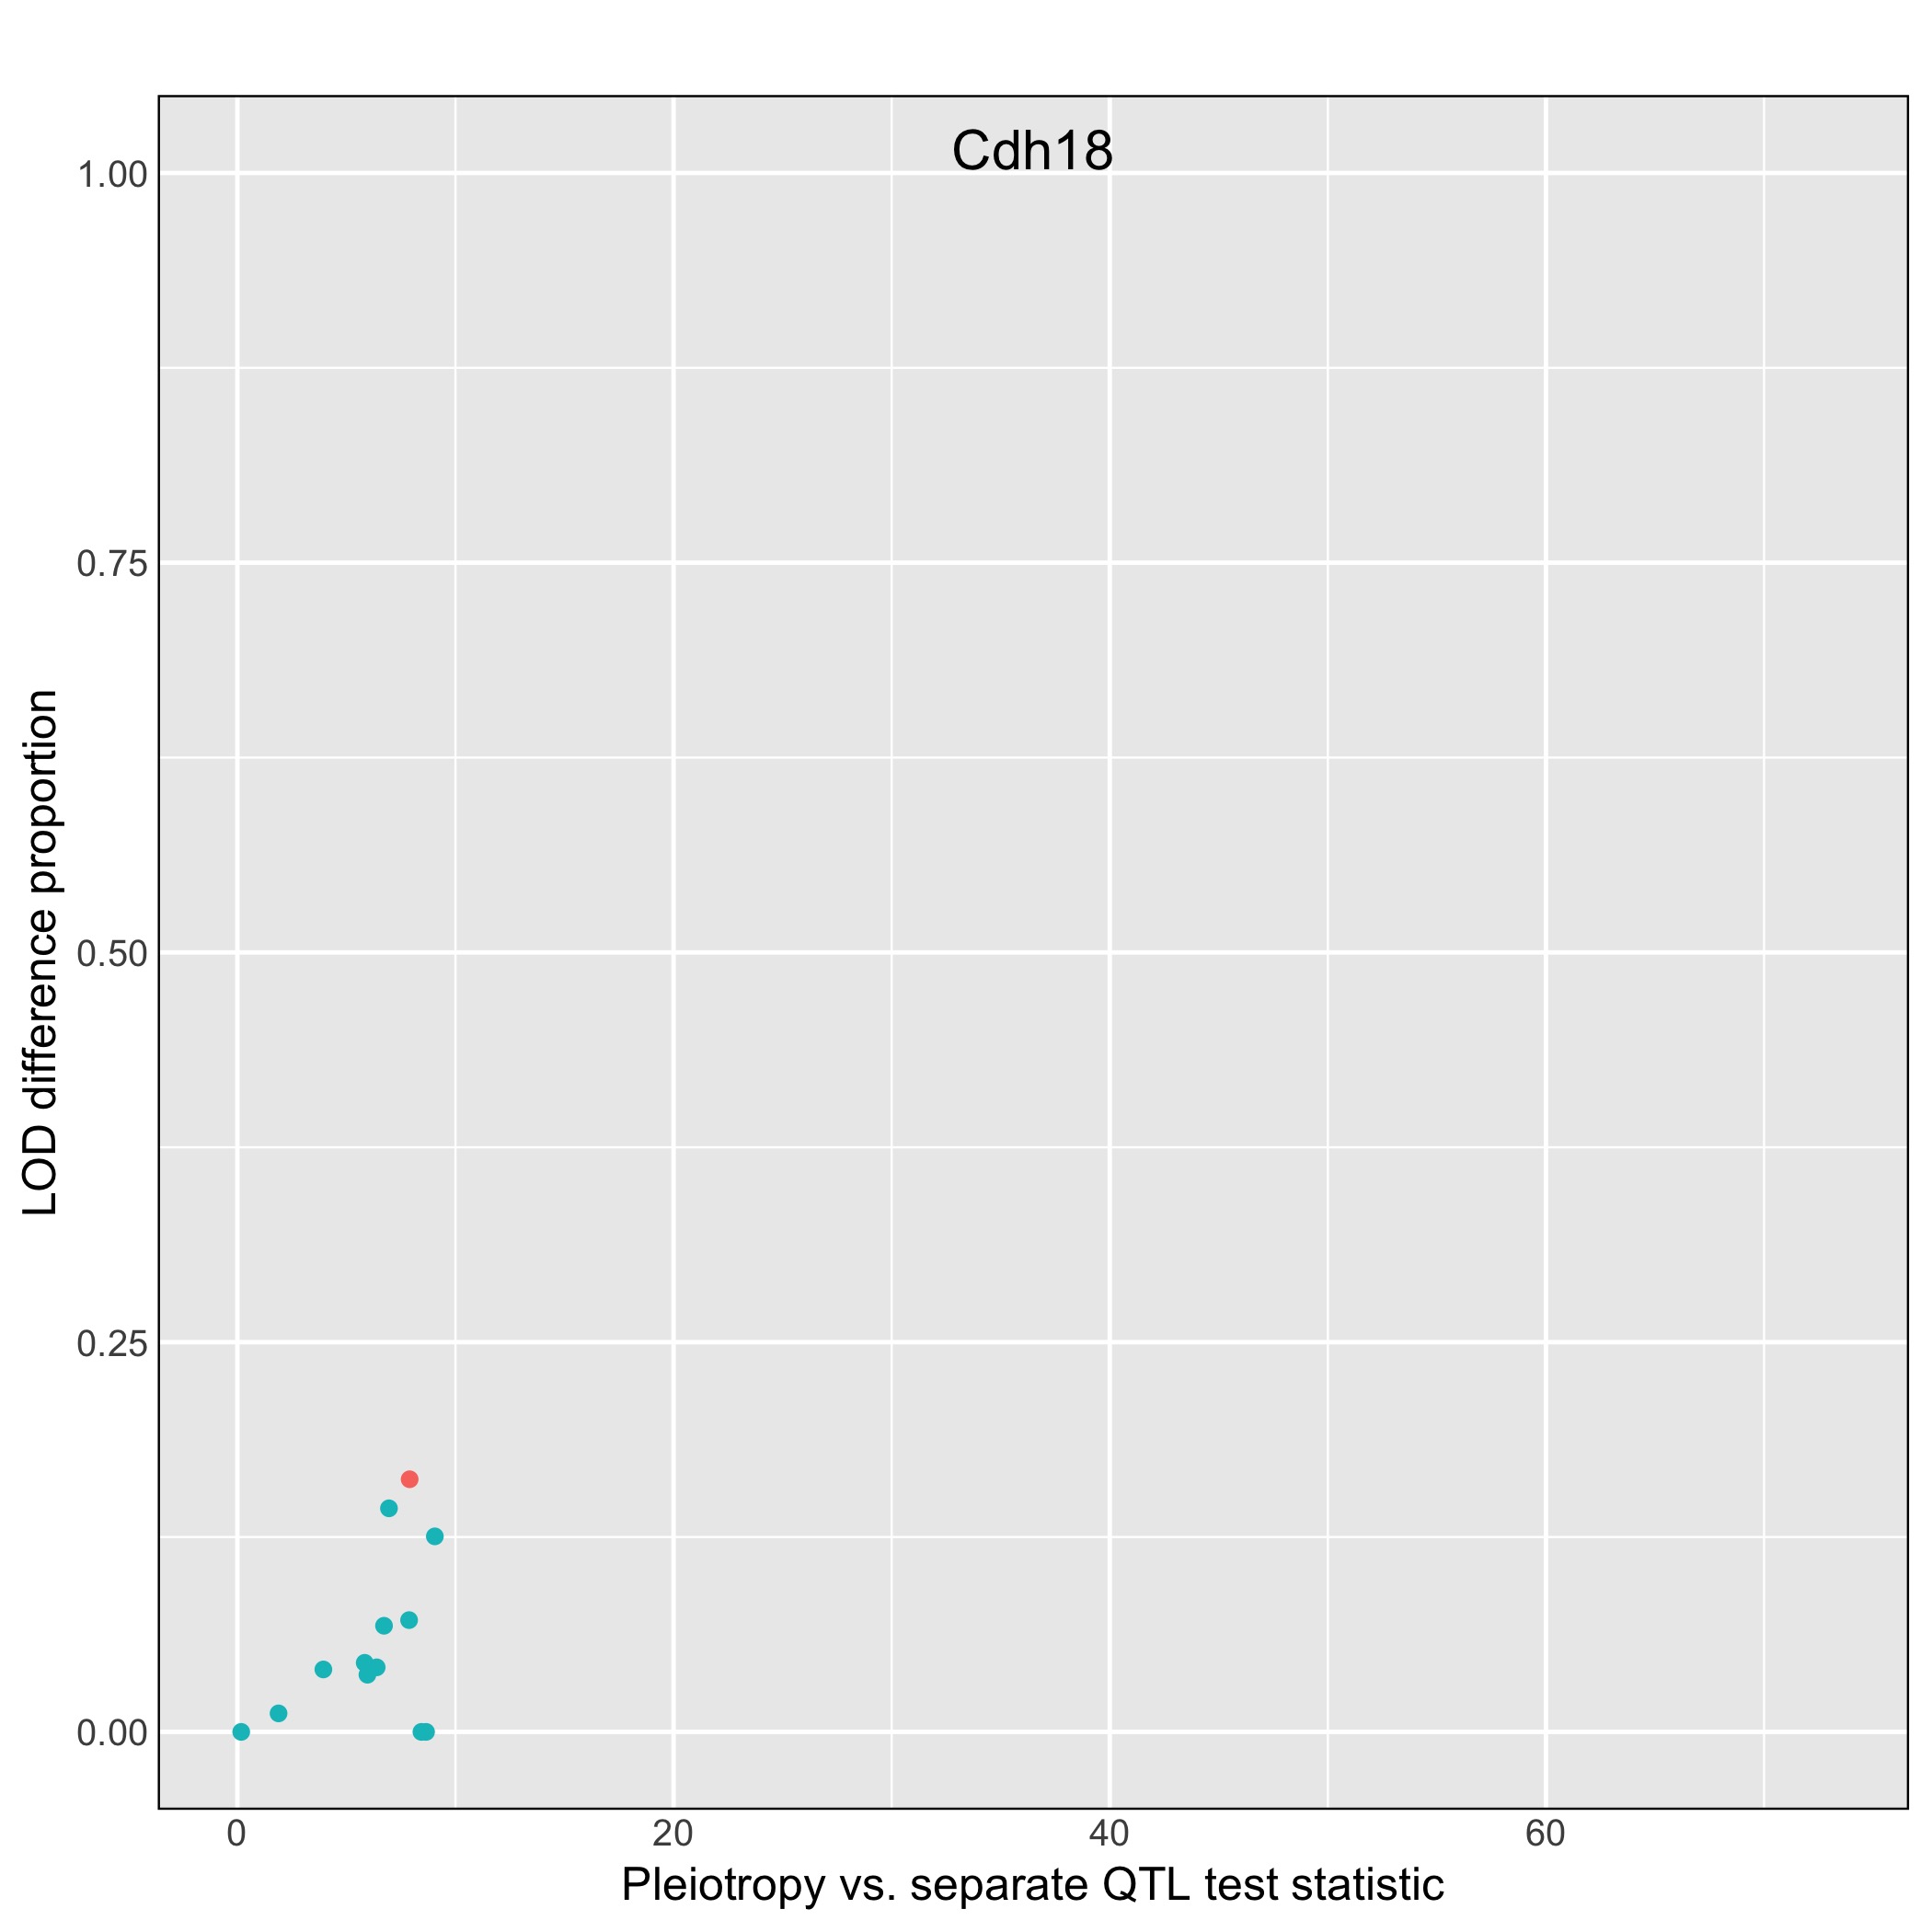 Cdh18
1.00
0.75
0.50
0.25
0.00
LOD difference proportion
0 20 40 60
Pleiotropy vs. separate QTL test statistic